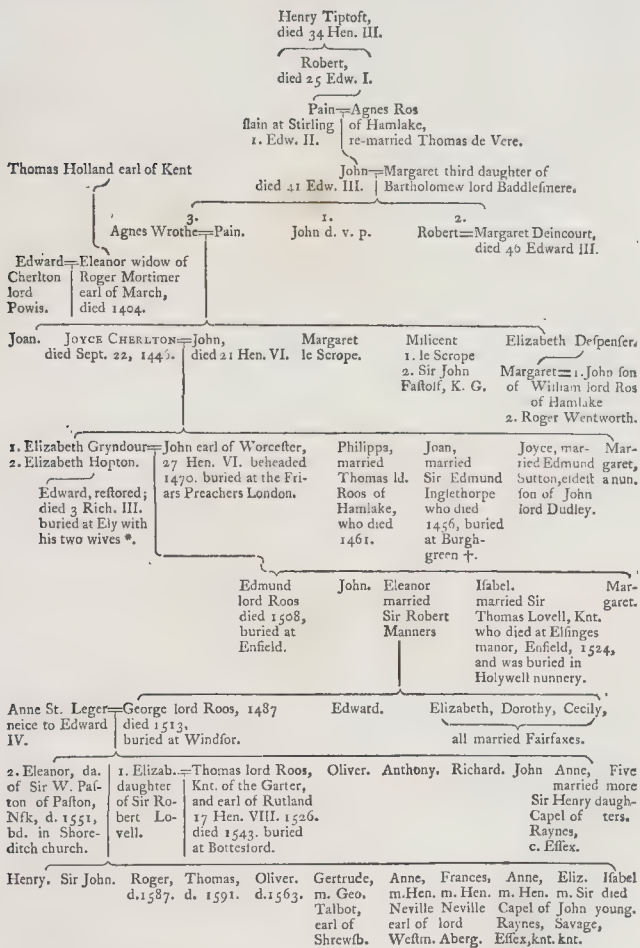 Henry Tiptoft,
died 34 Hen. III.
Robert,
died 25 Edw. I.
Pain = Agnes Ros
ſlain at Stirling of Hamlake,
1. Edw. II. re-married Thomas de Vere.
Thomas Holland earl of Kent
John = Margaret third daughter of
died 41 Edw. III. Bartholomew lord Baddleſmere.
3. 1. 2.
Agnes Wrothe = Pain. John d. v. p. Robert = Margaret Deincourt,
died 46 Edward III.
Edward = Eleanor widow of
Cherlton Roger Mortimer
lord earl of March,
Powis. died 1404.
Joan. JOYCE CHERLTON = John, Margaret Milicent Elizabeth Deſpenſer.
died Sept. 22, 1446. died 21 Hen. VI. le Scrope. 1. le Scrope
2. Sir John Margaret = 1. John ſon
Faſtolf, K. G. of William lord Ros
of Hamlake
2. Roger Wentworth.
1. Elizabeth Gryndour = John earl of Worceſter, Philippa, Joan, Joyce, mar- Mar-
2. Elizabeth Hopton. 27 Hen. VI. beheaded married married ried Edmund garet,
1470. buried at the Fri- Thomas ld. Sir Edmund Sutton, eldeſt a nun.
Edward, reſtored; ars Preachers London. Roos of Inglethorpe ſon of John
died 3 Rich. III. Hamlake, who died lord Dudley.
buried at Ely with who died 1456, buried
his two wives *. 1461. at Burgh-
green †.
Edmund John. Eleanor Iſabel. Mar-
lord Roos married married Sir garet.
died 1508, Sir Robert Thomas Lovell, Knt.
buried at Manners who died at Elſinges
Enfield. manor, Enfield, 1524,
and was buried in
Holywell nunnery.
Anne St. Leger = George lord Roos, 1487 Edward. Elizabeth, Dorothy, Cecily,
neice to Edward died 1513,
IV. buried at Windſor. all married Fairfaxes.
2. Eleanor, da. 1. Elizab.. = Thomas lord Roos, Oliver. Anthony. Richard. John Anne, Five
of Sir W. Paſ- daughter Knt. of the Garter, married more
ton of Paſton, of Sir Ro- and earl of Rutland Sir Henry daugh-
Nfk, d. 1551, bert Lo- 17 Hen. VIII. 1526. Capel of ters.
bd. in Shore- vell. died 1543. buried Raynes,
ditch church. at Botteſford. c. Eſſex.
Henry. Sir John. Roger, Thomas, Oliver. Gertrude, Anne, Frances, Anne, Eliz. Iſabel
d.1587. d. 1591. d.1563. m. Geo. m.Hen. m. Hen. m. Hen. m. Sir died
Talbot, Neville Neville Capel of John young.
earl of earl of lord Raynes, Savage,
Shrewſb. Weſtm. Aberg. Eſſex,knt. knt.